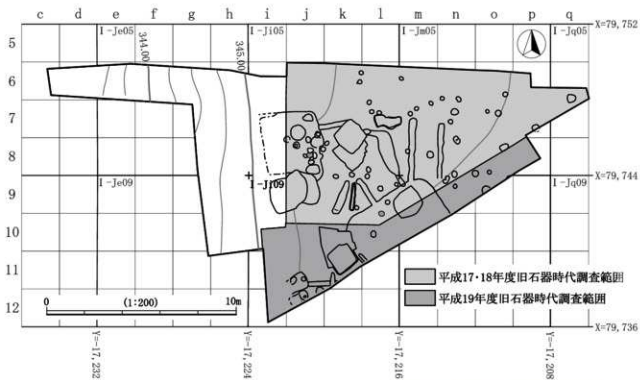 c d e f g h i j k l m n o p q
X=79,752
5
I-Je05
344.00
345.00
I-Ji05
I-Jm05
I-Jq05
6
7
8
X=79,744
9
I-Je09
I-Ji09
I-Jq09
10
11
平成17・18年度旧石器時代調査範囲
平成19年度旧石器時代調査範囲
12
0 (1:200) 10m
X=79,736
Y=-17,232
Y=-17,224
Y=-17,216
Y=-17,208